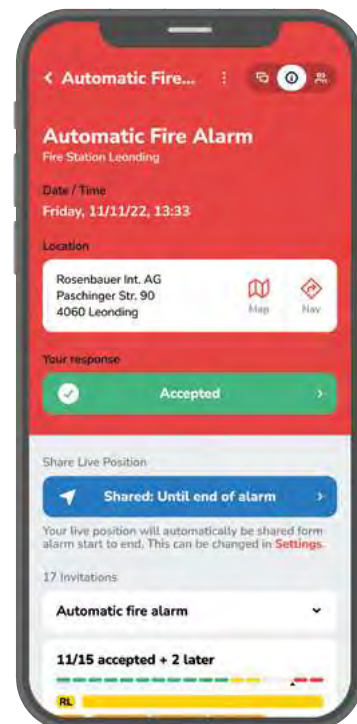 Automatic Fire...
Automatic Fire Alarm
Fire Station Leonding
Date / Time
Friday, 11/11/22, 13:33
Location
Rosenbauer Int. AG
Paschinger Str. 90
4060 Leonding
Map
Nav
Your response
Accepted
Share Live Position
Shared: Until end of alarm
Your live position will automatically be shared form
alarm start to end. This can be changed in Settings.
17 Invitations
Automatic fire alarm
11/15 accepted + 2 later
RL